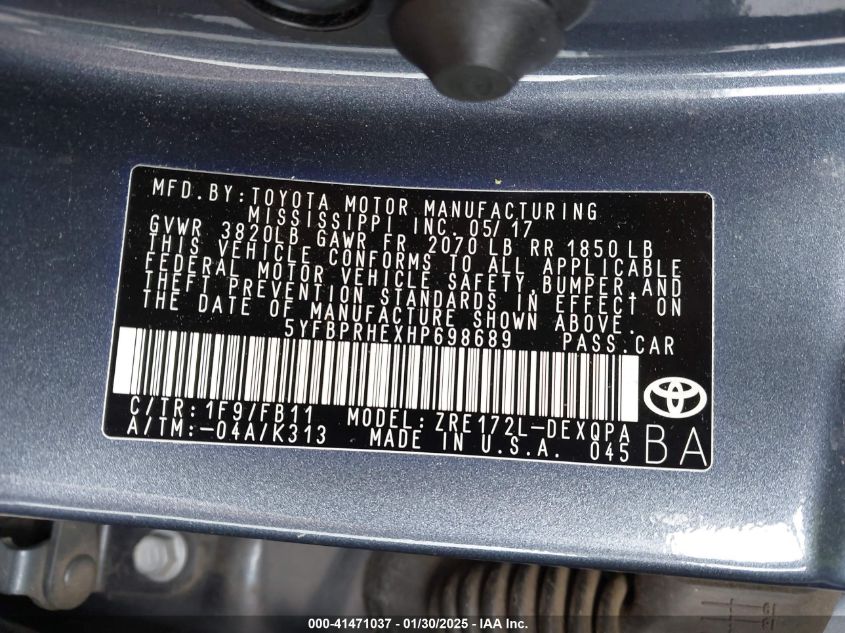 MFD. BY: TOYOTA MOTOR MANUFACTURING
MISSISSIPPI INC. 05/17
GVWR 3820LB GAWR FR 2070 LB RR 1850 LB
THIS VEHICLE CONFORMS TO ALL APPLICABLE
FEDERAL MOTOR VEHICLE SAFETY, BUMPER, AND
THEFT PREVENTION STANDARDS IN EFFECT ON
THE DATE OF MANUFACTURE SHOWN ABOVE.
5YFBPRHEXHP698689 PASS.CAR
C/TR: 1F9/FB11 MODEL: ZRE172L-DEXQPA
A/TM:-04A/K313 MADE IN U.S.A. 045 BA
000-41471037 - 01/30/2025 - IAA Inc.